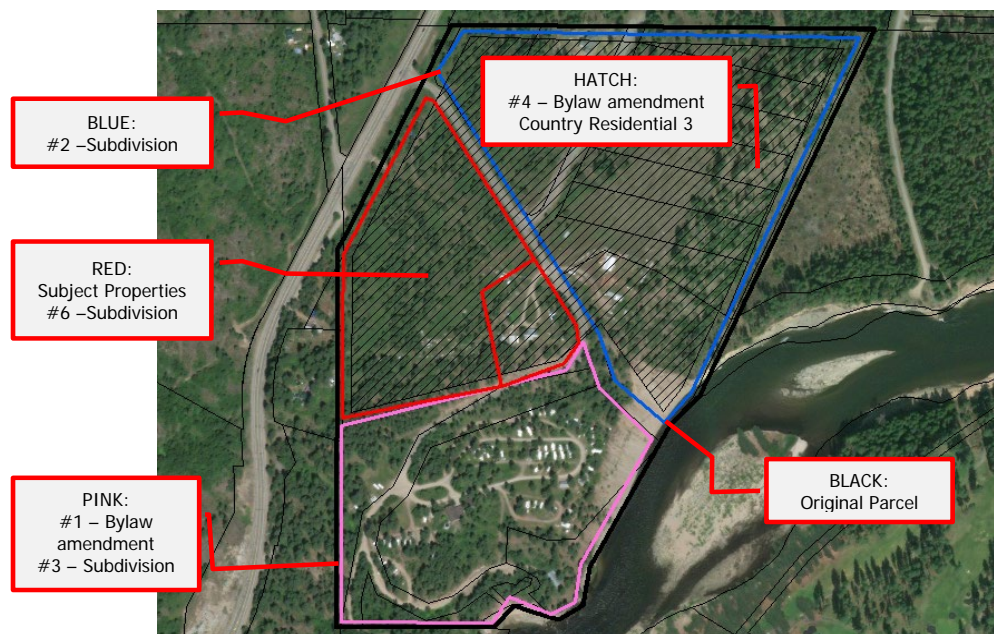 HATCH:
#4 – Bylaw amendment
Country Residential 3
BLUE:
#2 –Subdivision
RED:
Subject Properties
#6 –Subdivision
PINK:
#1 – Bylaw
amendment
#3 – Subdivision
BLACK:
Original Parcel